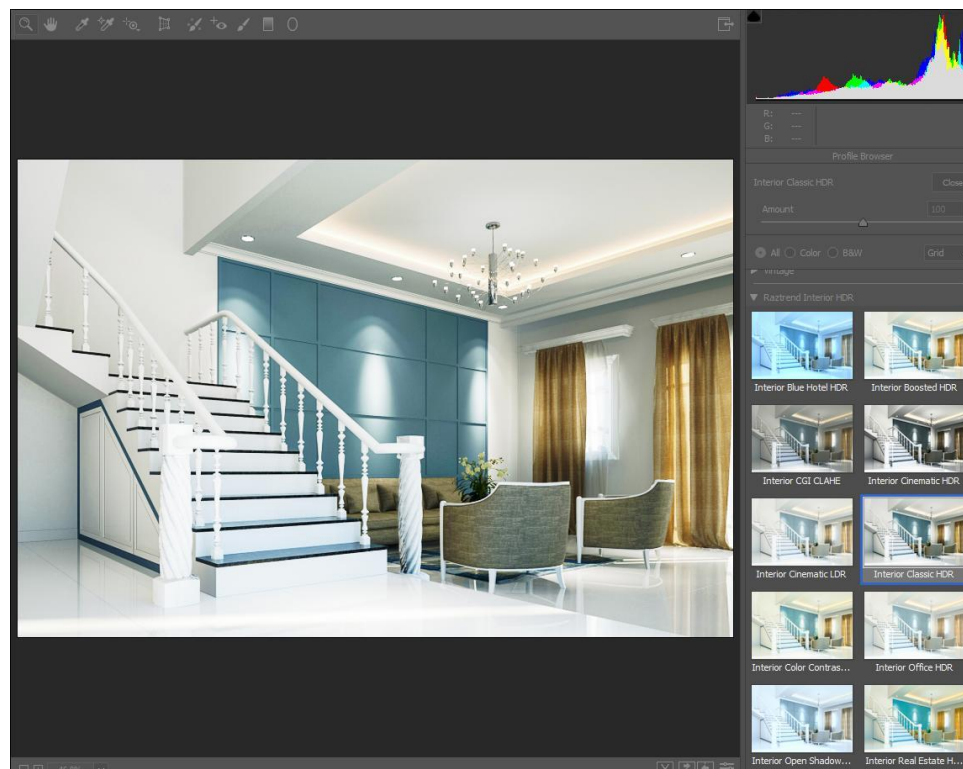 R: ---
G: ---
B: ---
Profile Browser
Interior Classic HDR Close
Amount 100
All Color B&W Grid
Vintage
Raztrend Interior HDR
Interior Blue Hotel HDR Interior Boosted HDR
Interior CGI CLAHE Interior Cinematic HDR
Interior Cinematic LDR Interior Classic HDR
Interior Color Contras... Interior Office HDR
Interior Open Shadow... Interior Real Estate H...